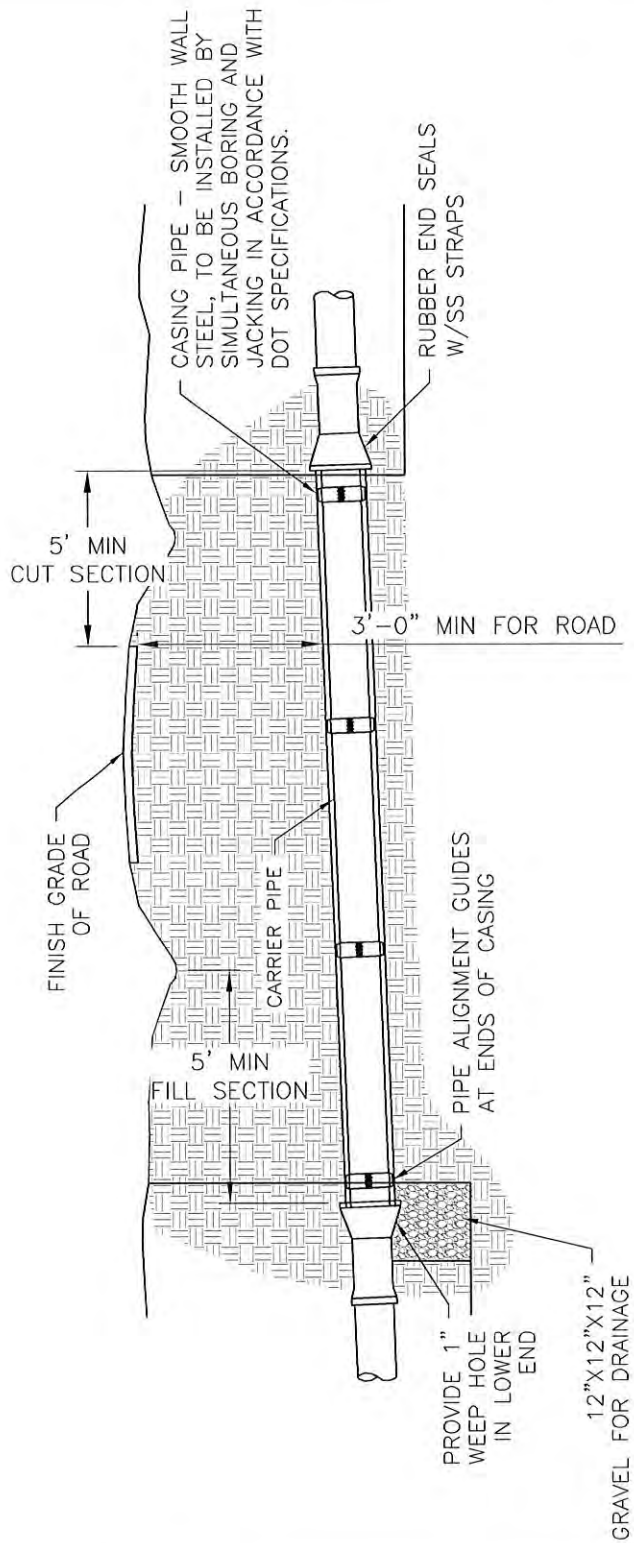 FINISH GRADE
OF ROAD
5' MIN
CUT SECTION
CASING PIPE – SMOOTH WALL
STEEL, TO BE INSTALLED BY
SIMULTANEOUS BORING AND
JACKING IN ACCORDANCE WITH
DOT SPECIFICATIONS.
5' MIN
FILL SECTION
CARRIER PIPE
3'-0" MIN FOR ROAD
RUBBER END SEALS
W/SS STRAPS
PROVIDE 1"
WEEP HOLE
IN LOWER
END
PIPE ALIGNMENT GUIDES
AT ENDS OF CASING
12"X12"X12"
GRAVEL FOR DRAINAGE